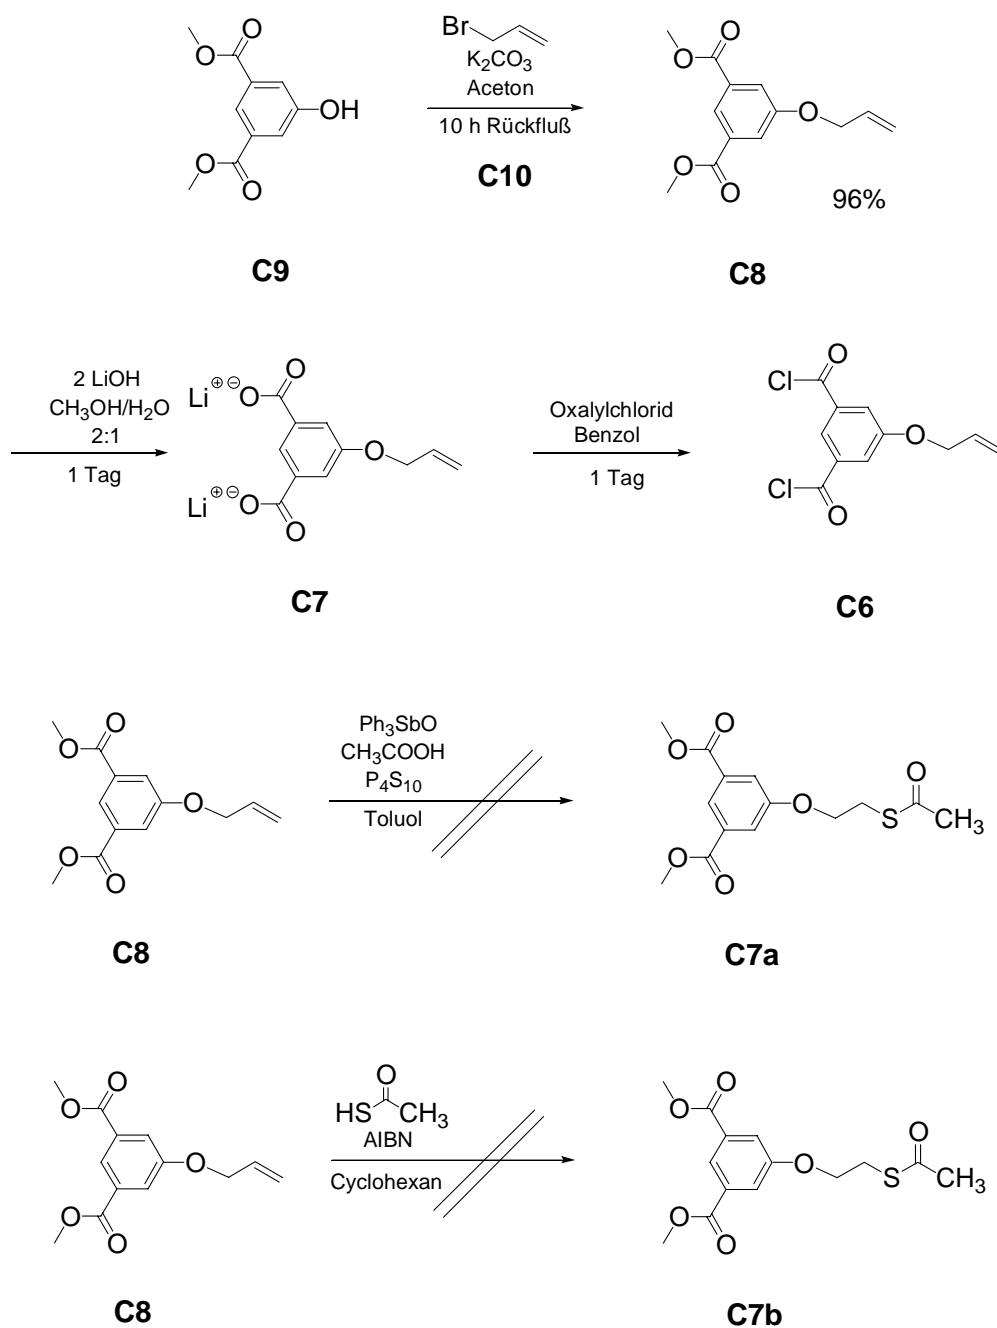 O
O
O
O
OH
C9
Br
K2CO3
Aceton
10 h Rückfluß
C10
O
O
O
O
O
96%
C8
2 LiOH
CH3OH/H2O
2:1
1 Tag
Li⊕ ⊖O
O
O
Li⊕ ⊖O
O
C7
Oxalylchlorid
Benzol
1 Tag
O
Cl
O
Cl
O
C6
O
O
O
O
O
C8
Ph3SbO
CH3COOH
P4S10
Toluol
O
O
O
O
O
O
S
CH3
C7a
O
O
O
O
O
C8
O
HS CH3
AIBN
Cyclohexan
O
O
O
O
O
O
S
CH3
C7b